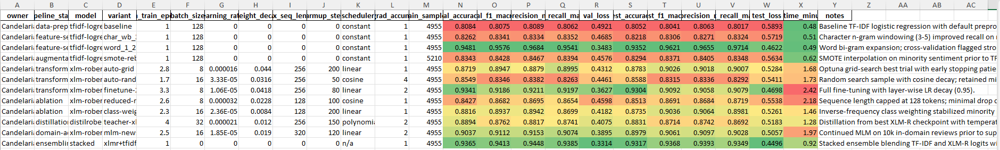 A B C D E F G H I J K L M N O P Q R S T U V W X Y Z AA AB AC
owner peline_sta model variant _train_epo batch_size earning_rat eight_deca x_seq_len armup_ste scheduler rad_accun ain_sample al_accurac al_f1_mac recision_n _recall_ma val_loss est_accurac st_f1_mac recision_n _recall_ma test_loss time_minu notes
Candelaria data-prep tfidf-logre baseline 1 128 0 0 0 0 constant 1 4955 0.8084 0.8075 0.8089 0.8062 0.4921 0.8052 0.8041 0.8063 0.8017 0.5893 0.48 Baseline TF-IDF logistic regression with default prepro
Candelaria feature-se tfidf-logre char_wb_3 1 128 0 0 0 0 constant 1 4955 0.8262 0.8341 0.8334 0.8352 0.4685 0.8218 0.8306 0.8271 0.8324 0.5719 0.51 Character n-gram windowing (3-5) improved recall on
Candelaria feature-se tfidf-logre word_1_2 1 128 0 0 0 0 constant 1 4955 0.9481 0.9576 0.9684 0.9541 0.3483 0.9352 0.9621 0.9655 0.9714 0.4622 0.49 Word bi-gram expansion; cross-validation flagged stro
Candelaria augmenta tfidf-logre smote-reb 1 128 0 0 0 0 constant 1 5210 0.8343 0.8428 0.8467 0.8394 0.4576 0.8294 0.8371 0.8405 0.8348 0.5634 0.62 SMOTE interpolation on minority sentiment prior to TF
Candelaria transform xlm-rober auto-grid 2.8 8 0.000016 0.044 256 200 linear 1 4955 0.8719 0.8947 0.8879 0.8995 0.4312 0.8783 0.9026 0.9018 0.9007 0.5284 1.68 Optuna grid-search best trial with early stopping patie
Candelaria transform xlm-rober auto-rand 1.7 16 3.33E-05 0.0316 256 50 cosine 4 4955 0.8549 0.8346 0.8382 0.8263 0.4461 0.8588 0.8315 0.8336 0.8292 0.5411 1.73 Random search sample with cosine decay; retained mi
Candelaria transform xlm-rober finetune- 3.3 8 1.06E-05 0.0418 256 80 linear 2 4955 0.9341 0.9186 0.9211 0.9197 0.3627 0.9304 0.9092 0.9058 0.9079 0.4698 2.42 Full fine-tuning with layer-wise LR decay (0.95).
Candelaria ablation xlm-rober reduced-r 2.6 8 0.000032 0.0228 128 100 cosine 1 4955 0.8427 0.8682 0.8695 0.8654 0.4598 0.8513 0.8691 0.8684 0.8719 0.5538 2.18 Sequence length capped at 128 tokens; minimal drop
Candelaria ablation xlm-rober class-weig 2.3 16 2.36E-05 0.0084 128 200 linear 1 4955 0.8816 0.8937 0.8942 0.8699 0.4182 0.8735 0.9036 0.9064 0.8981 0.5261 1.46 Inverse-frequency class weighting stabilized minority
Candelaria distillation distilrobe teacher-xl 4 32 0.000021 0.012 256 150 polynomia 2 4955 0.8894 0.8762 0.8817 0.8741 0.4075 0.8831 0.8714 0.8742 0.8692 0.5183 1.28 Distillation from best XLM-R checkpoint with temperat
Candelaria domain-a xlm-rober mlm-new 2.5 16 1.85E-05 0.019 320 120 linear 2 4955 0.9037 0.9112 0.9153 0.9074 0.3895 0.8979 0.9061 0.9097 0.9028 0.5057 1.97 Continued MLM on 10k in-domain reviews prior to sup
Candelaria ensemblin stacked xlmr+tfidf 1 0 0 0 0 0 n/a 1 4955 0.9365 0.9413 0.9448 0.9385 0.3314 0.9317 0.9368 0.9393 0.9349 0.4496 0.92 Stacked ensemble blending TF-IDF and XLM-R logits wi